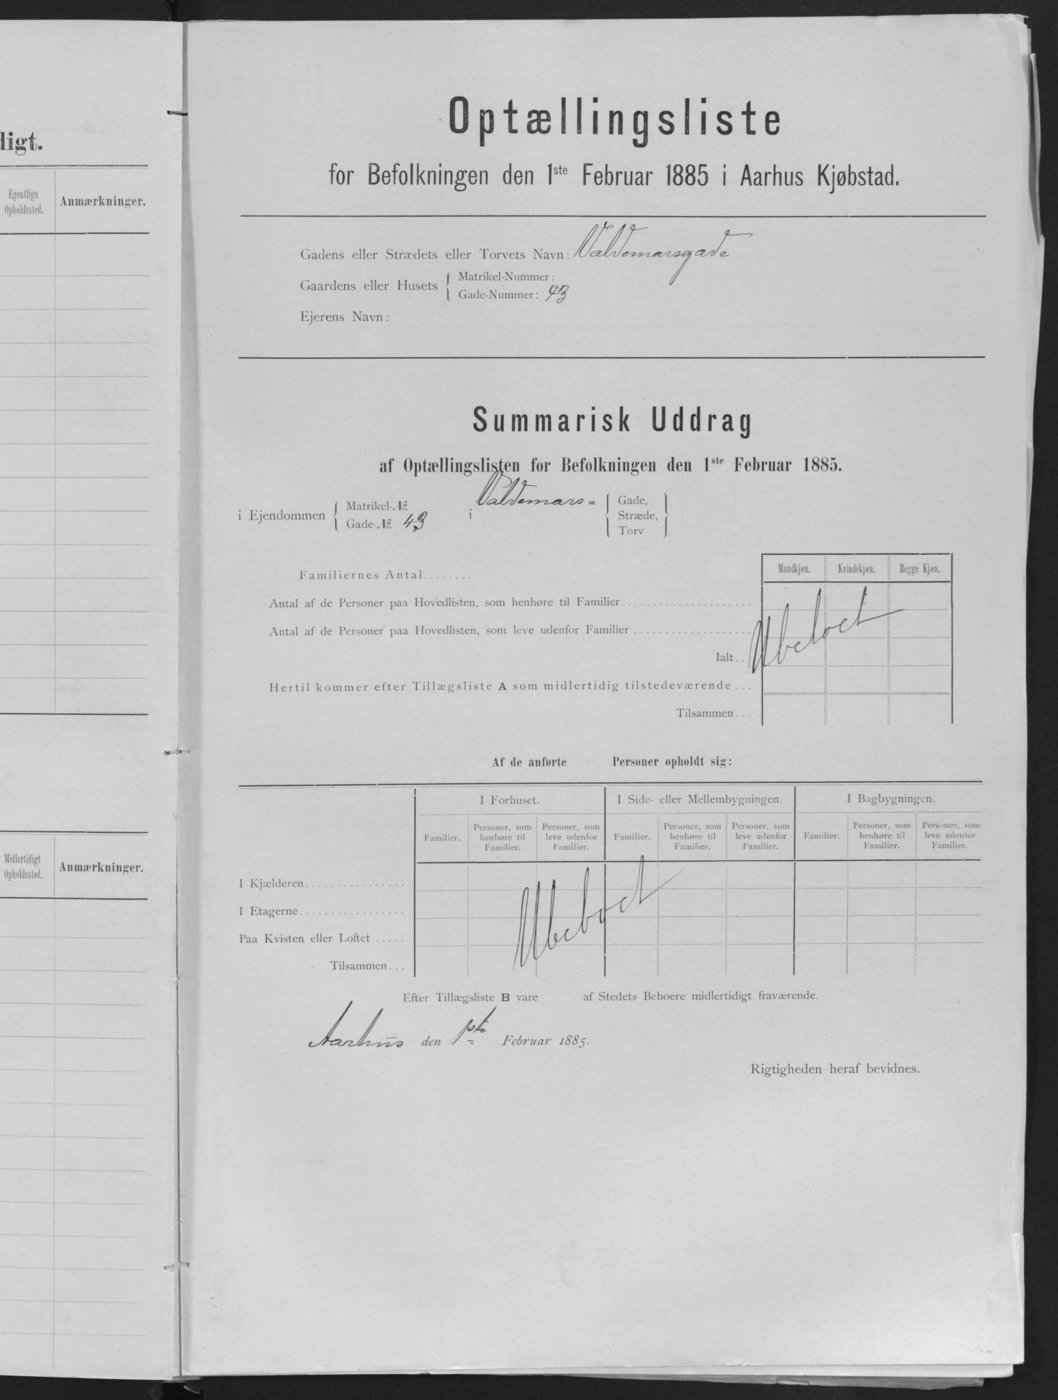 digt.
Egentlige Opholdssted.
Anmærkninger.
Midlertidigt Opholdssted.
Anmærkninger.
Optællingsliste
for Befolkningen den 1ste Februar 1885 i Aarhus Kjøbstad.
Gadens eller Strædets eller Torvets Navn: Valdemarsgade
Gaardens eller Husets { Matrikel-Nummer:
Gade-Nummer: 43
Ejerens Navn:
Summarisk Uddrag
af Optællingslisten for Befolkningen den 1ste Februar 1885.
i Ejendommen { Matrikel-№
Gade-№ 43
i Valdemars= { Gade,
Stræde,
Torv }
Mandkjøn. Kvindekjøn. Begge Kjøn.
Familiernes Antal........
Antal af de Personer paa Hovedlisten, som henhøre til Familier....................
Antal af de Personer paa Hovedlisten, som leve udenfor Familier..................
Ubeboet
Ialt...
Hertil kommer efter Tillægsliste A som midlertidig tilstedeværende...
Tilsammen...
Af de anførte Personer opholdt sig:
I Forhuset. I Side- eller Mellembygningen. I Bagbygningen.
Familier. Personer, som henhøre til Familier. Personer, som leve udenfor Familier. Familier. Personer, som henhøre til Familier. Personer, som leve udenfor Familier. Familier. Personer, som henhøre til Familier. Personer, som leve udenfor Familier.
I Kjælderen...............
I Etagerne................
Ubeboet
Paa Kvisten eller Loftet.....
Tilsammen...
Efter Tillægsliste B vare af Stedets Beboere midlertidigt fraværende.
Aarhus den 1ste Februar 1885.
Rigtigheden heraf bevidnes.